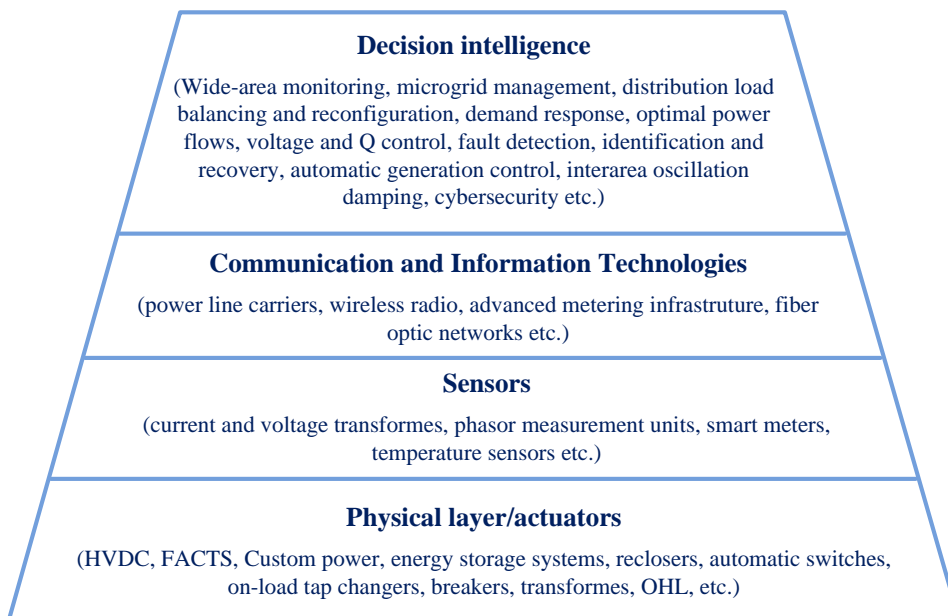 Decision intelligence
(Wide-area monitoring, microgrid management, distribution load
balancing and reconfiguration, demand response, optimal power
flows, voltage and Q control, fault detection, identification and
recovery, automatic generation control, interarea oscillation
damping, cybersecurity etc.)
Communication and Information Technologies
(power line carriers, wireless radio, advanced metering infrastruture, fiber
optic networks etc.)
Sensors
(current and voltage transformes, phasor measurement units, smart meters,
temperature sensors etc.)
Physical layer/actuators
(HVDC, FACTS, Custom power, energy storage systems, reclosers, automatic switches,
on-load tap changers, breakers, transformes, OHL, etc.)